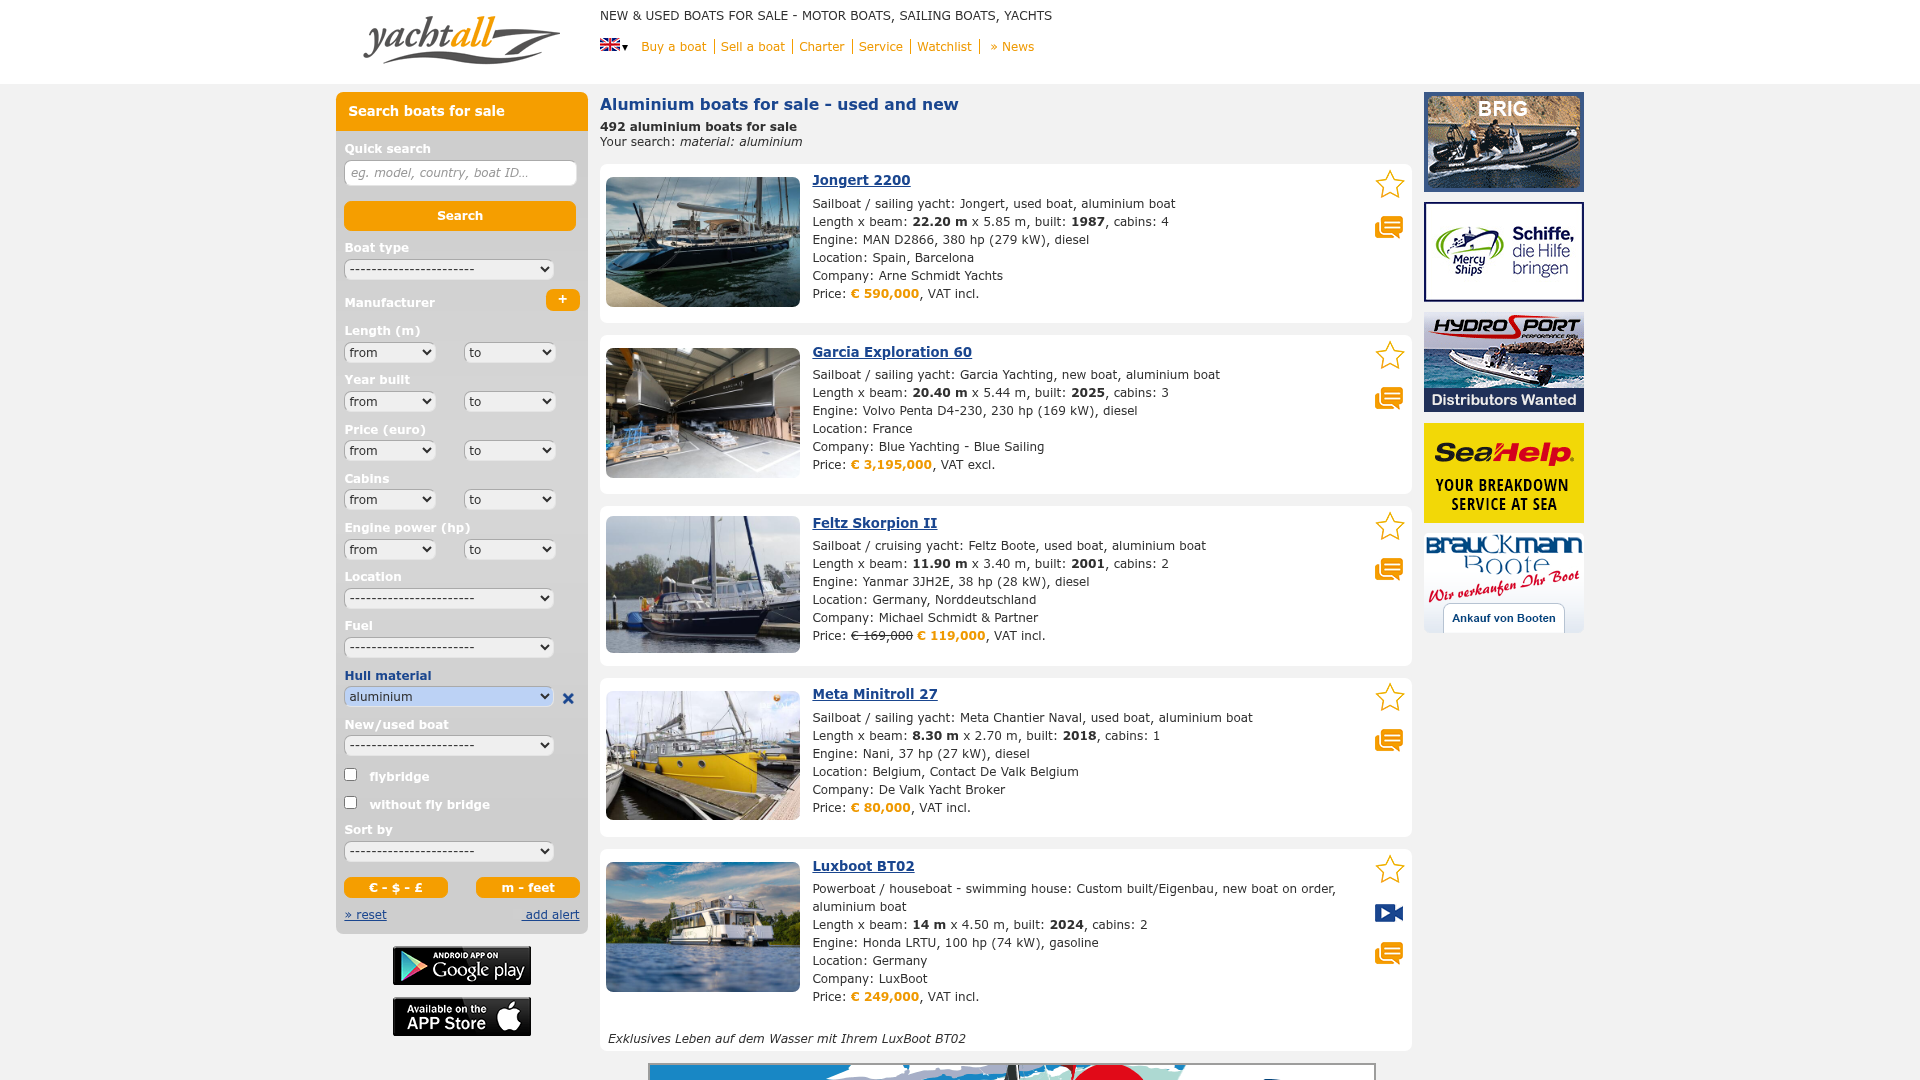 yachtall
NEW & USED BOATS FOR SALE - MOTOR BOATS, SAILING BOATS, YACHTS
Buy a boat
Sell a boat
Charter
Service
Watchlist
» News
Search boats for sale
Quick search
eg. model, country, boat ID...
Search
Boat type
-----------------------
Manufacturer
+
Length (m)
from
to
Year built
from
to
Price (euro)
from
to
Cabins
from
to
Engine power (hp)
from
to
Location
-----------------------
Fuel
-----------------------
Hull material
aluminium
New/used boat
-----------------------
flybridge
without fly bridge
Sort by
-----------------------
€ - $ - £
m - feet
» reset
add alert
ANDROID APP ON
Google play
Available on the
APP Store
Aluminium boats for sale - used and new
492 aluminium boats for sale
Your search: material: aluminium
Jongert 2200
Sailboat / sailing yacht: Jongert, used boat, aluminium boat
Length x beam: 22.20 m x 5.85 m, built: 1987, cabins: 4
Engine: MAN D2866, 380 hp (279 kW), diesel
Location: Spain, Barcelona
Company: Arne Schmidt Yachts
Price: € 590,000, VAT incl.
Garcia Exploration 60
Sailboat / sailing yacht: Garcia Yachting, new boat, aluminium boat
Length x beam: 20.40 m x 5.44 m, built: 2025, cabins: 3
Engine: Volvo Penta D4-230, 230 hp (169 kW), diesel
Location: France
Company: Blue Yachting - Blue Sailing
Price: € 3,195,000, VAT excl.
Feltz Skorpion II
Sailboat / cruising yacht: Feltz Boote, used boat, aluminium boat
Length x beam: 11.90 m x 3.40 m, built: 2001, cabins: 2
Engine: Yanmar 3JH2E, 38 hp (28 kW), diesel
Location: Germany, Norddeutschland
Company: Michael Schmidt & Partner
Price: € 169,000 € 119,000, VAT incl.
Meta Minitroll 27
Sailboat / sailing yacht: Meta Chantier Naval, used boat, aluminium boat
Length x beam: 8.30 m x 2.70 m, built: 2018, cabins: 1
Engine: Nani, 37 hp (27 kW), diesel
Location: Belgium, Contact De Valk Belgium
Company: De Valk Yacht Broker
Price: € 80,000, VAT incl.
Luxboot BT02
Powerboat / houseboat - swimming house: Custom built/Eigenbau, new boat on order,
aluminium boat
Length x beam: 14 m x 4.50 m, built: 2024, cabins: 2
Engine: Honda LRTU, 100 hp (74 kW), gasoline
Location: Germany
Company: LuxBoot
Price: € 249,000, VAT incl.
Exklusives Leben auf dem Wasser mit Ihrem LuxBoot BT02
BRIG
Mercy
Ships
Schiffe,
die Hilfe
bringen
HYDROSPORT
Distributors Wanted
SeaHelp
YOUR BREAKDOWN
SERVICE AT SEA
BRAUCKMANN
Boote
Wir verkaufen Ihr Boot
Ankauf von Booten